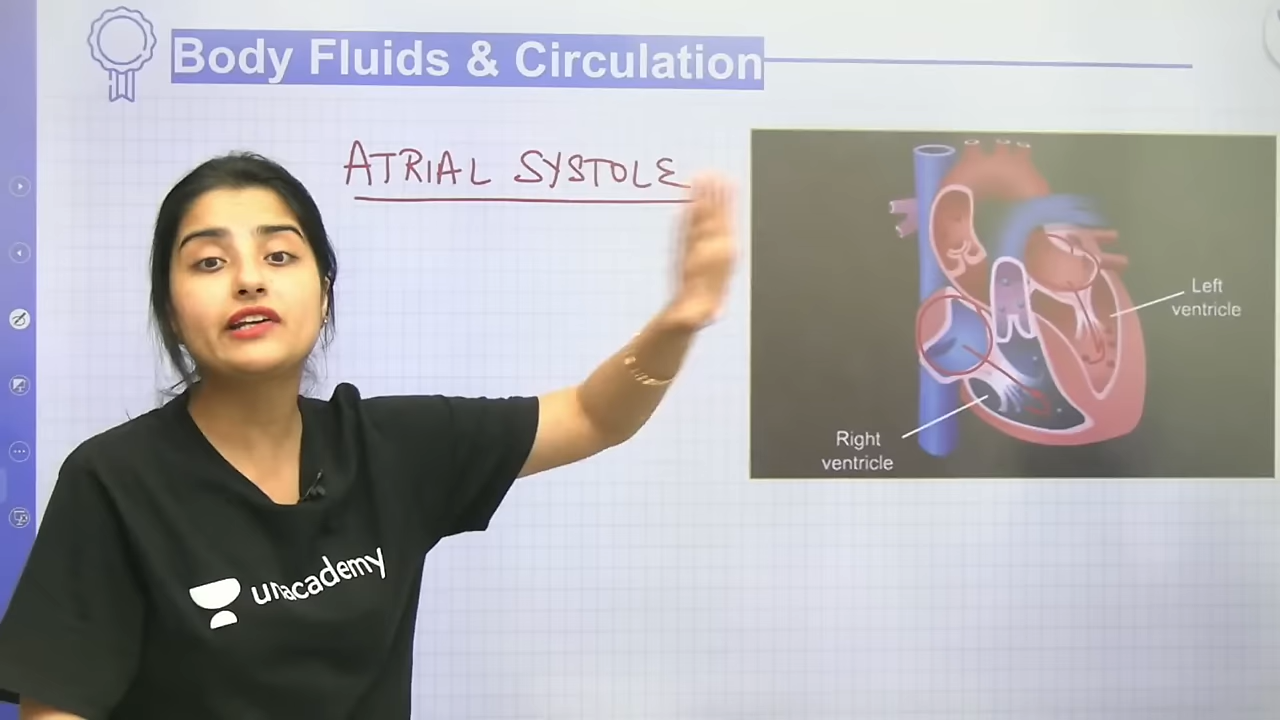 Body Fluids & Circulation
ATRIAL SYSTOLE
Left
ventricle
Right
ventricle
unacademy